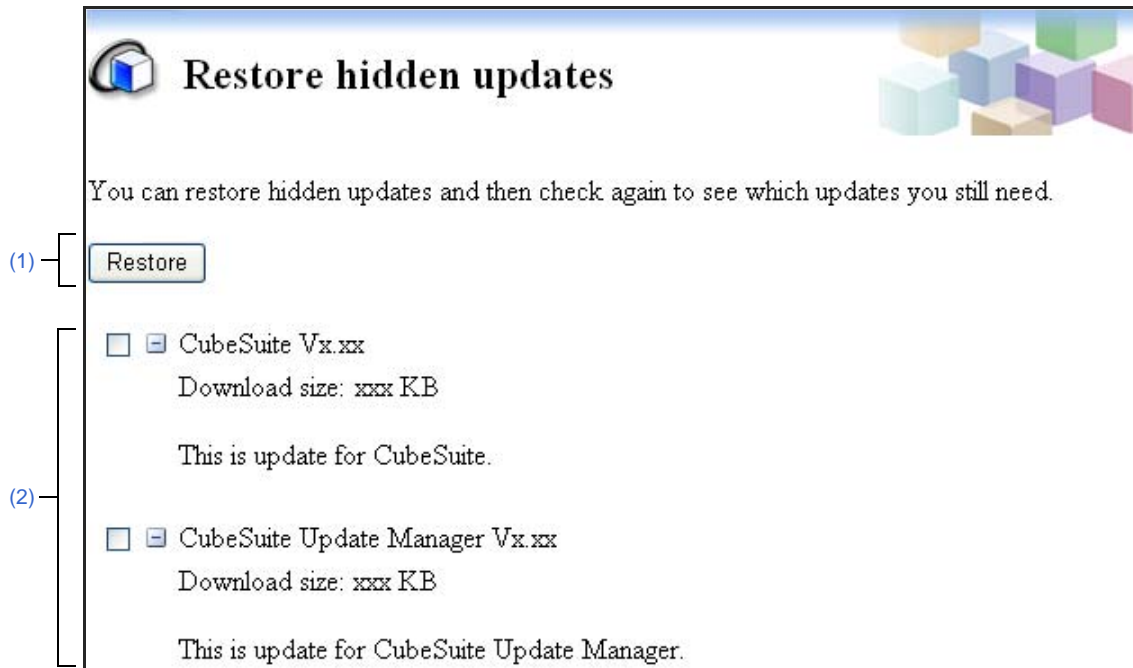 Restore hidden updates
You can restore hidden updates and then check again to see which updates you still need.
(1)
Restore
(2)
CubeSuite Vx.xx
Download size: xxx KB
This is update for CubeSuite.
CubeSuite Update Manager Vx.xx
Download size: xxx KB
This is update for CubeSuite Update Manager.